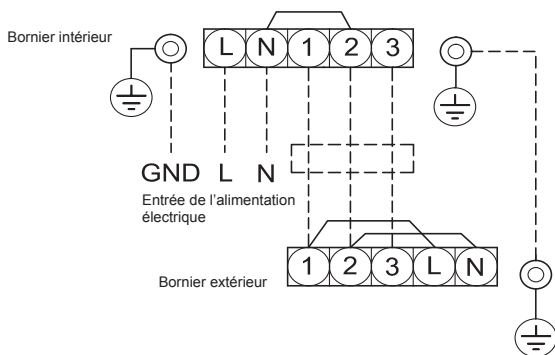 Bornier intérieur
L N 1 2 3
GND L N
Entrée de l'alimentation
électrique
1 2 3 L N
Bornier extérieur